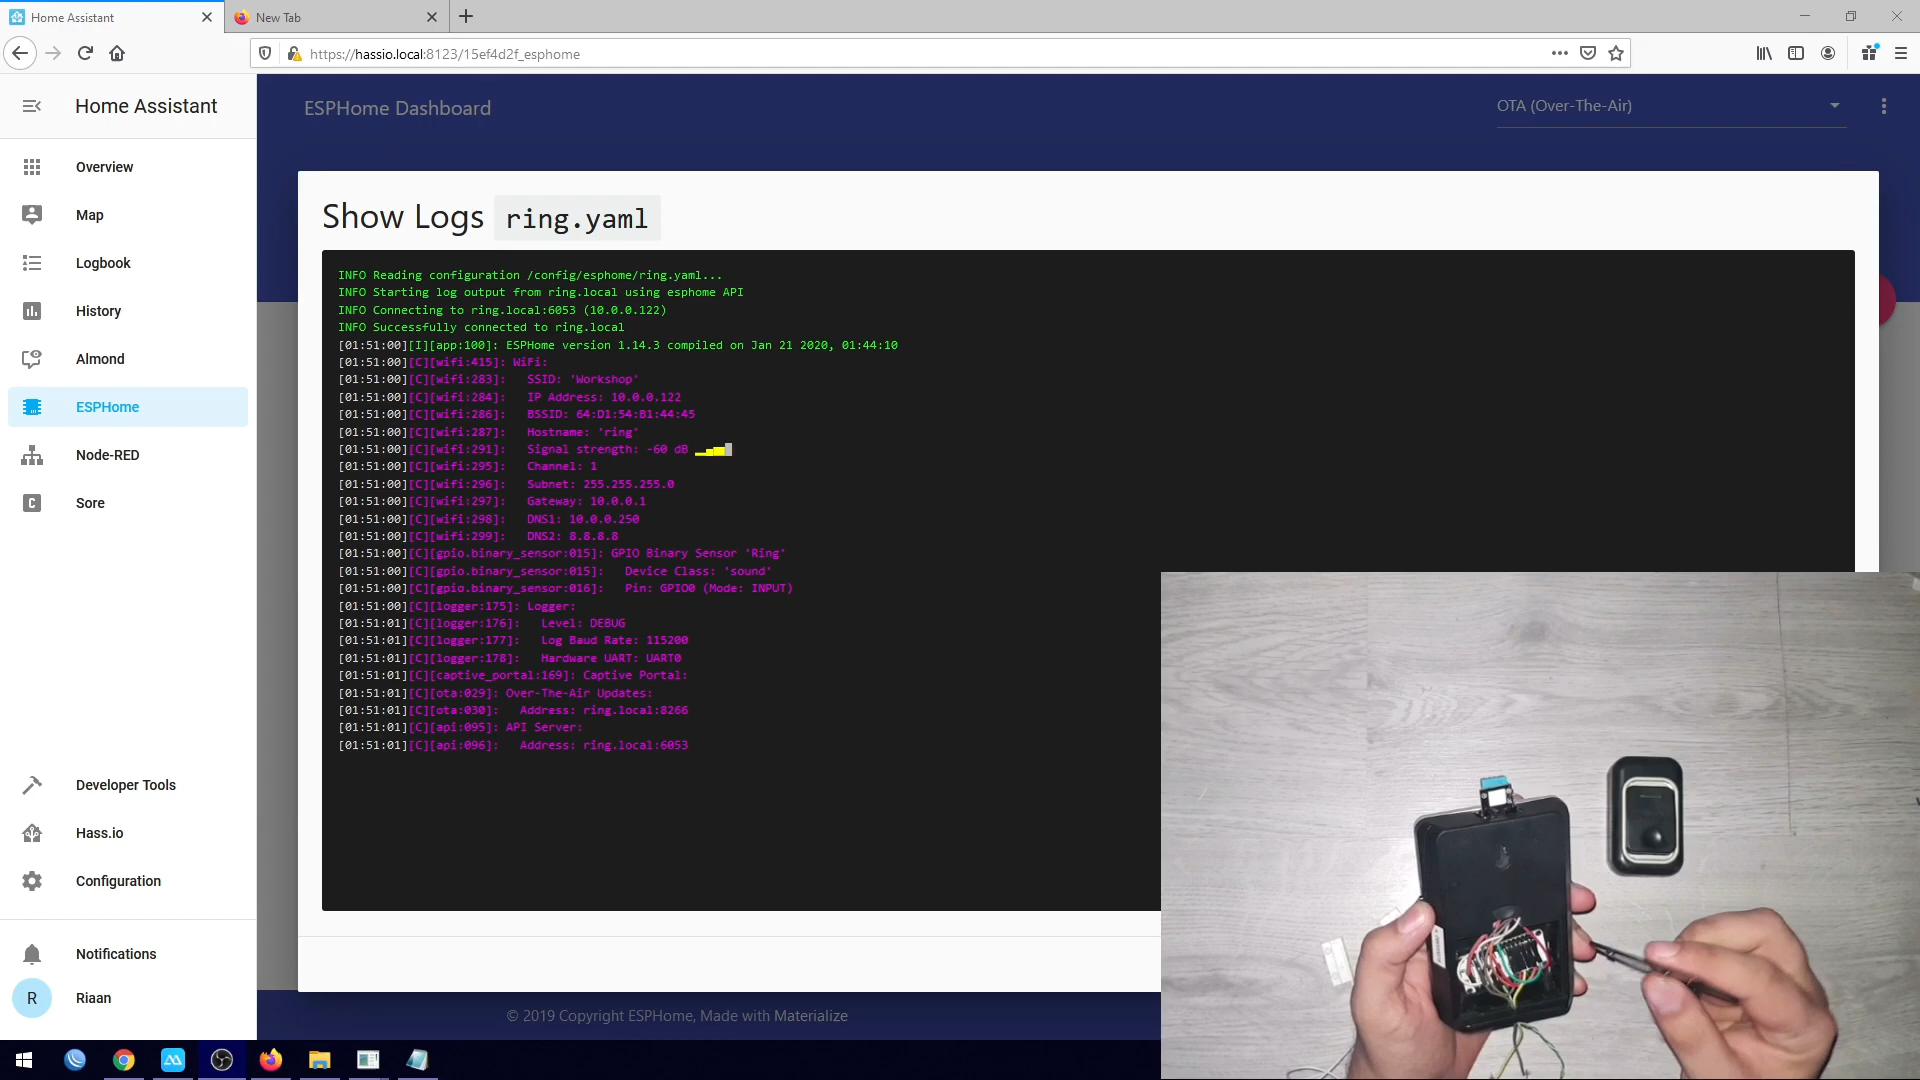 Home Assistant
New Tab
https://hassio.local:8123/15ef4d2f_esphome
Home Assistant
ESPHome Dashboard
OTA (Over-The-Air)
Overview
Map
Logbook
History
Almond
ESPHome
Node-RED
Sore
Developer Tools
Hass.io
Configuration
Notifications
R
Riaan
Show Logs ring.yaml
INFO Reading configuration /config/esphome/ring.yaml...
INFO Starting log output from ring.local using esphome API
INFO Connecting to ring.local:6053 (10.0.0.122)
INFO Successfully connected to ring.local
[01:51:00][I][app:100]: ESPHome version 1.14.3 compiled on Jan 21 2020, 01:44:10
[01:51:00][C][wifi:415]: WiFi:
[01:51:00][C][wifi:283]:   SSID: 'Workshop'
[01:51:00][C][wifi:284]:   IP Address: 10.0.0.122
[01:51:00][C][wifi:286]:   BSSID: 64:D1:54:B1:44:45
[01:51:00][C][wifi:287]:   Hostname: 'ring'
[01:51:00][C][wifi:291]:   Signal strength: -60 dB
[01:51:00][C][wifi:295]:   Channel: 1
[01:51:00][C][wifi:296]:   Subnet: 255.255.255.0
[01:51:00][C][wifi:297]:   Gateway: 10.0.0.1
[01:51:00][C][wifi:298]:   DNS1: 10.0.0.250
[01:51:00][C][wifi:299]:   DNS2: 8.8.8.8
[01:51:00][C][gpio.binary_sensor:015]: GPIO Binary Sensor 'Ring'
[01:51:00][C][gpio.binary_sensor:015]:   Device Class: 'sound'
[01:51:00][C][gpio.binary_sensor:016]:   Pin: GPIO0 (Mode: INPUT)
[01:51:00][C][logger:175]: Logger:
[01:51:01][C][logger:176]:   Level: DEBUG
[01:51:01][C][logger:177]:   Log Baud Rate: 115200
[01:51:01][C][logger:178]:   Hardware UART: UART0
[01:51:01][C][captive_portal:169]: Captive Portal:
[01:51:01][C][ota:029]: Over-The-Air Updates:
[01:51:01][C][ota:030]:   Address: ring.local:8266
[01:51:01][C][api:095]: API Server:
[01:51:01][C][api:096]:   Address: ring.local:6053
© 2019 Copyright ESPHome, Made with Materialize